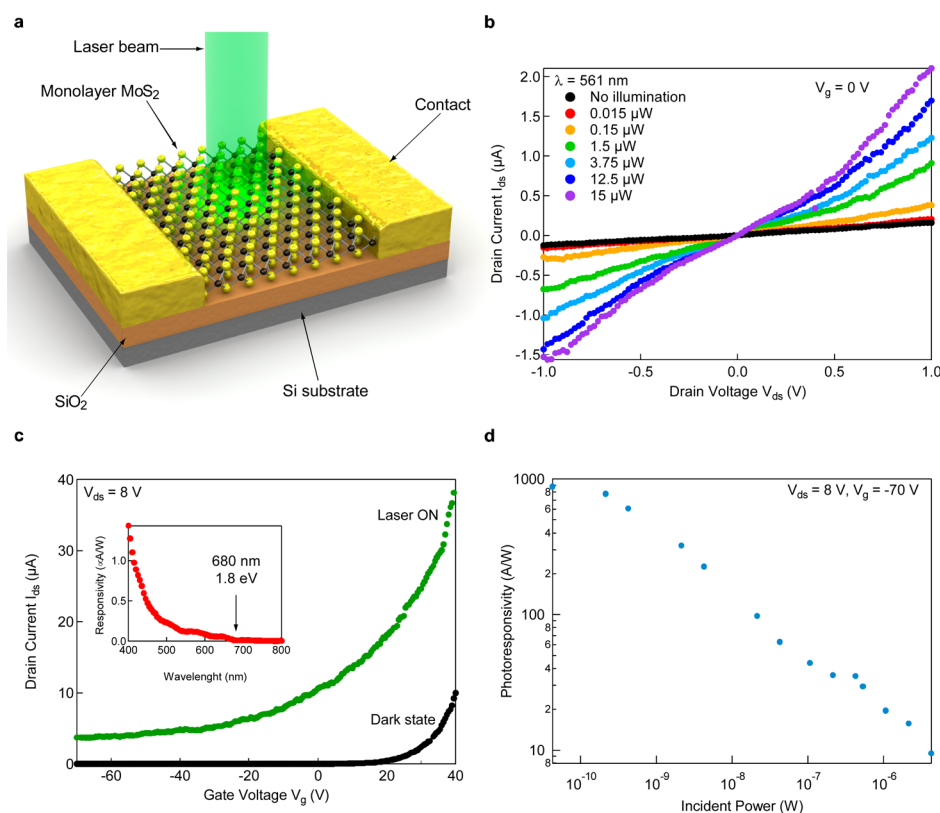 a
Laser beam
Monolayer MoS2
Contact
SiO2
Si substrate
b
λ = 561 nm
No illumination
0.015 µW
0.15 µW
1.5 µW
3.75 µW
12.5 µW
15 µW
Vg = 0 V
Drain Current Ids (µA)
2.0
1.5
1.0
0.5
0.0
-0.5
-1.0
-1.5
-1.0 -0.5 0.0 0.5 1.0
Drain Voltage Vds (V)
c
Vds = 8 V
Laser ON
Dark state
Drain Current Ids (µA)
40
30
20
10
0
-60 -40 -20 0 20 40
Gate Voltage Vg (V)
Responsivity (∝A/W)
1.0
0.5
0.0
400 500 600 700 800
Wavelenght (nm)
680 nm
1.8 eV
d
Vds = 8 V, Vg = -70 V
Photoresponsivity (A/W)
1000
8
6
4
2
100
8
6
4
2
10
8
10-10 10-9 10-8 10-7 10-6
Incident Power (W)